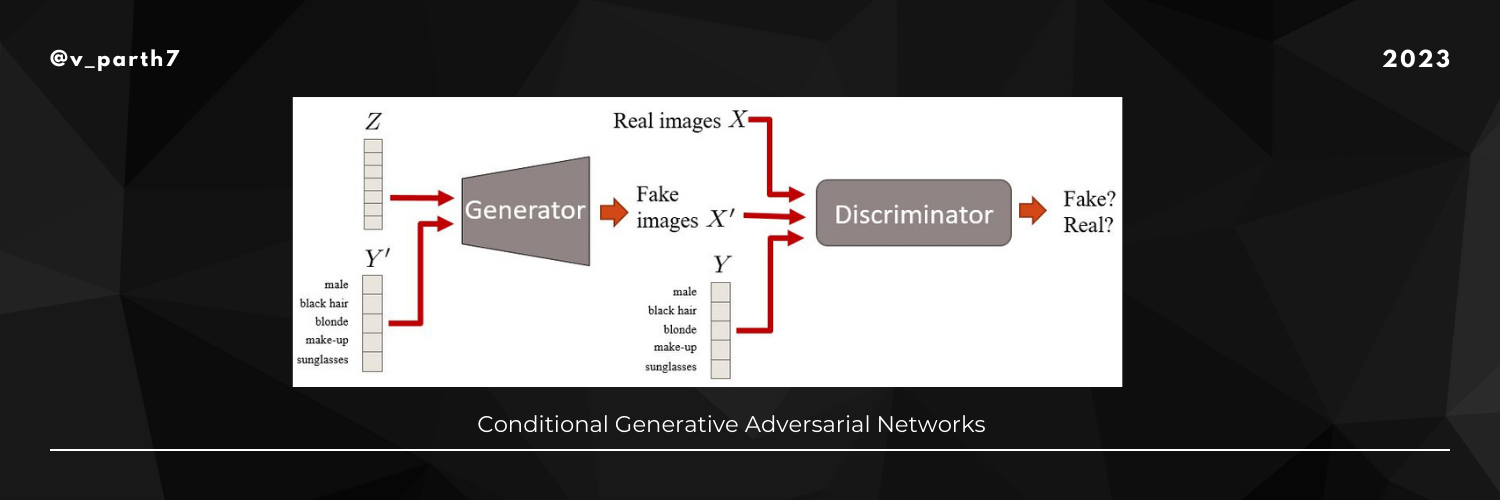 @v_parth7
2023
Z
Y′
male
black hair
blonde
make-up
sunglasses
Generator
Fake
images X′
Real images X
Y
male
black hair
blonde
make-up
sunglasses
Discriminator
Fake?
Real?
Conditional Generative Adversarial Networks